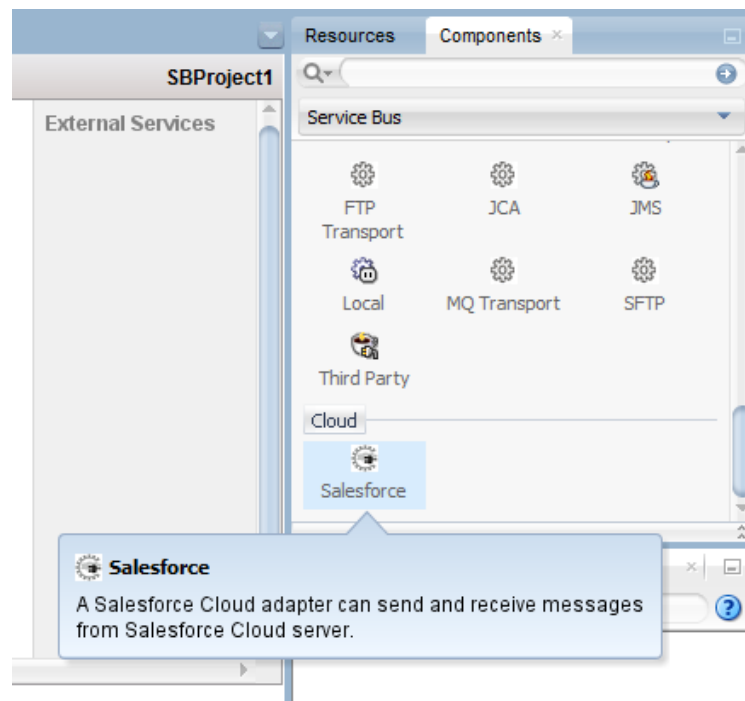 Resources
Components
SBProject1
External Services
Service Bus
FTP
Transport
JCA
JMS
Local
MQ Transport
SFTP
Third Party
Cloud
Salesforce
Salesforce
A Salesforce Cloud adapter can send and receive messages
from Salesforce Cloud server.